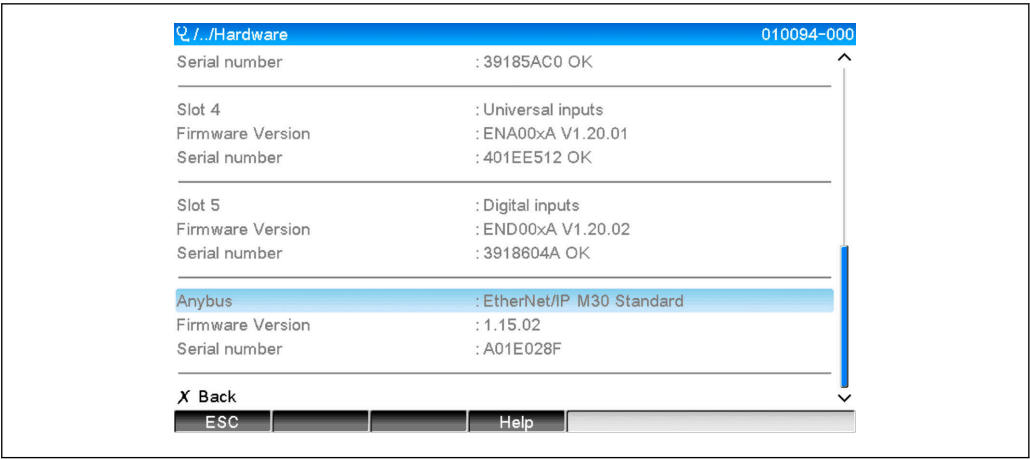 /../Hardware 010094-000
Serial number : 39185AC0 OK
Slot 4 : Universal inputs
Firmware Version : ENA00xA V1.20.01
Serial number : 401EE512 OK
Slot 5 : Digital inputs
Firmware Version : END00xA V1.20.02
Serial number : 3918604A OK
Anybus : EtherNet/IP M30 Standard
Firmware Version : 1.15.02
Serial number : A01E028F
X Back
ESC Help